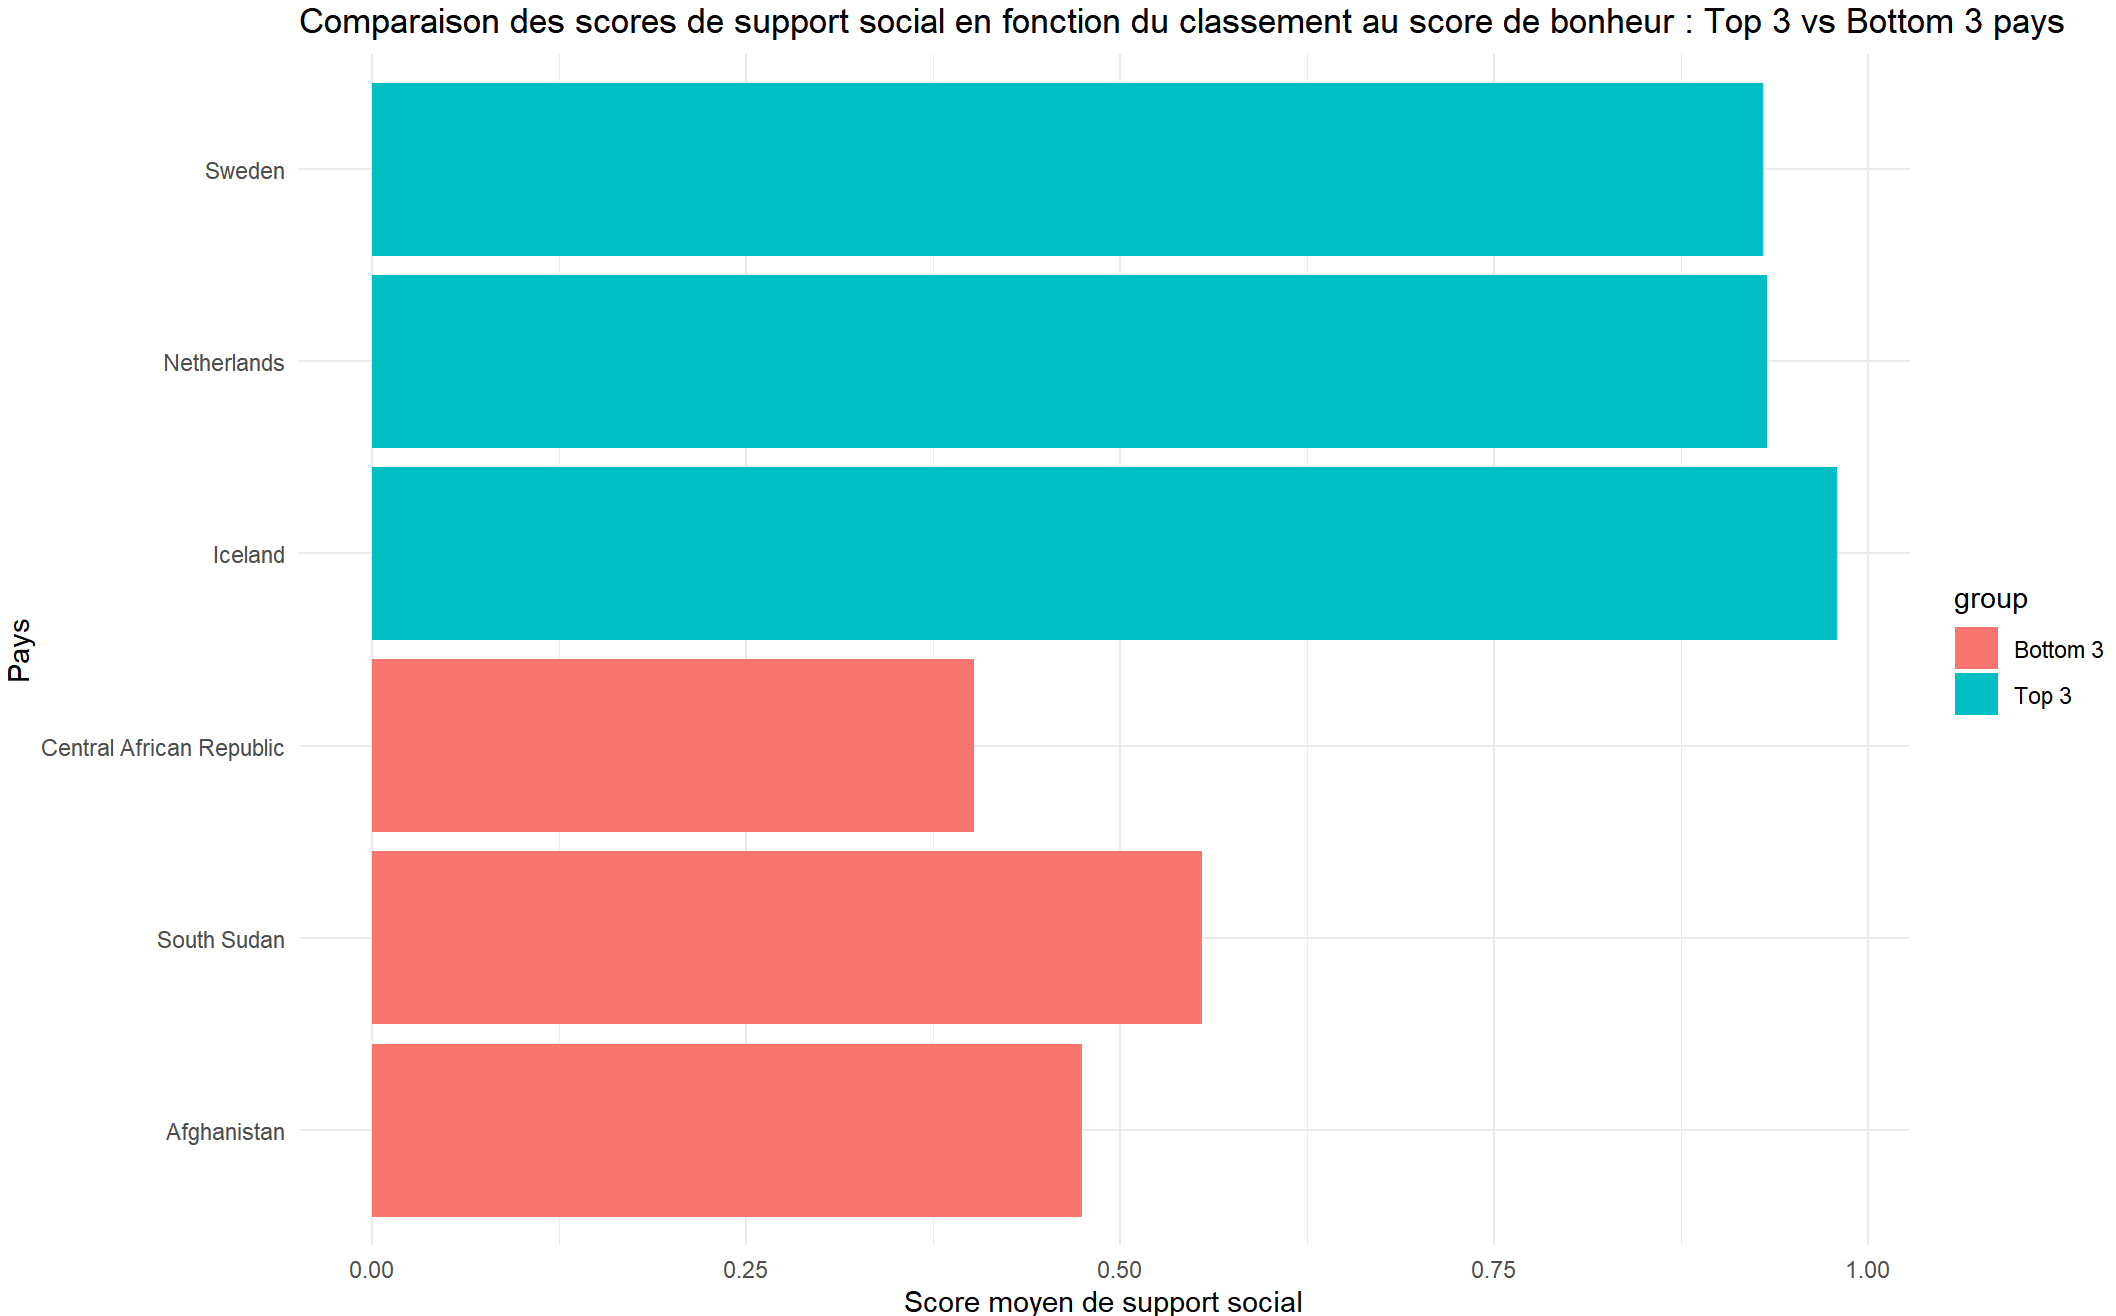 Comparaison des scores de support social en fonction du classement au score de bonheur : Top 3 vs Bottom 3 pays
Pays
Sweden
Netherlands
Iceland
Central African Republic
South Sudan
Afghanistan
0.00
0.25
0.50
0.75
1.00
Score moyen de support social
group
Bottom 3
Top 3